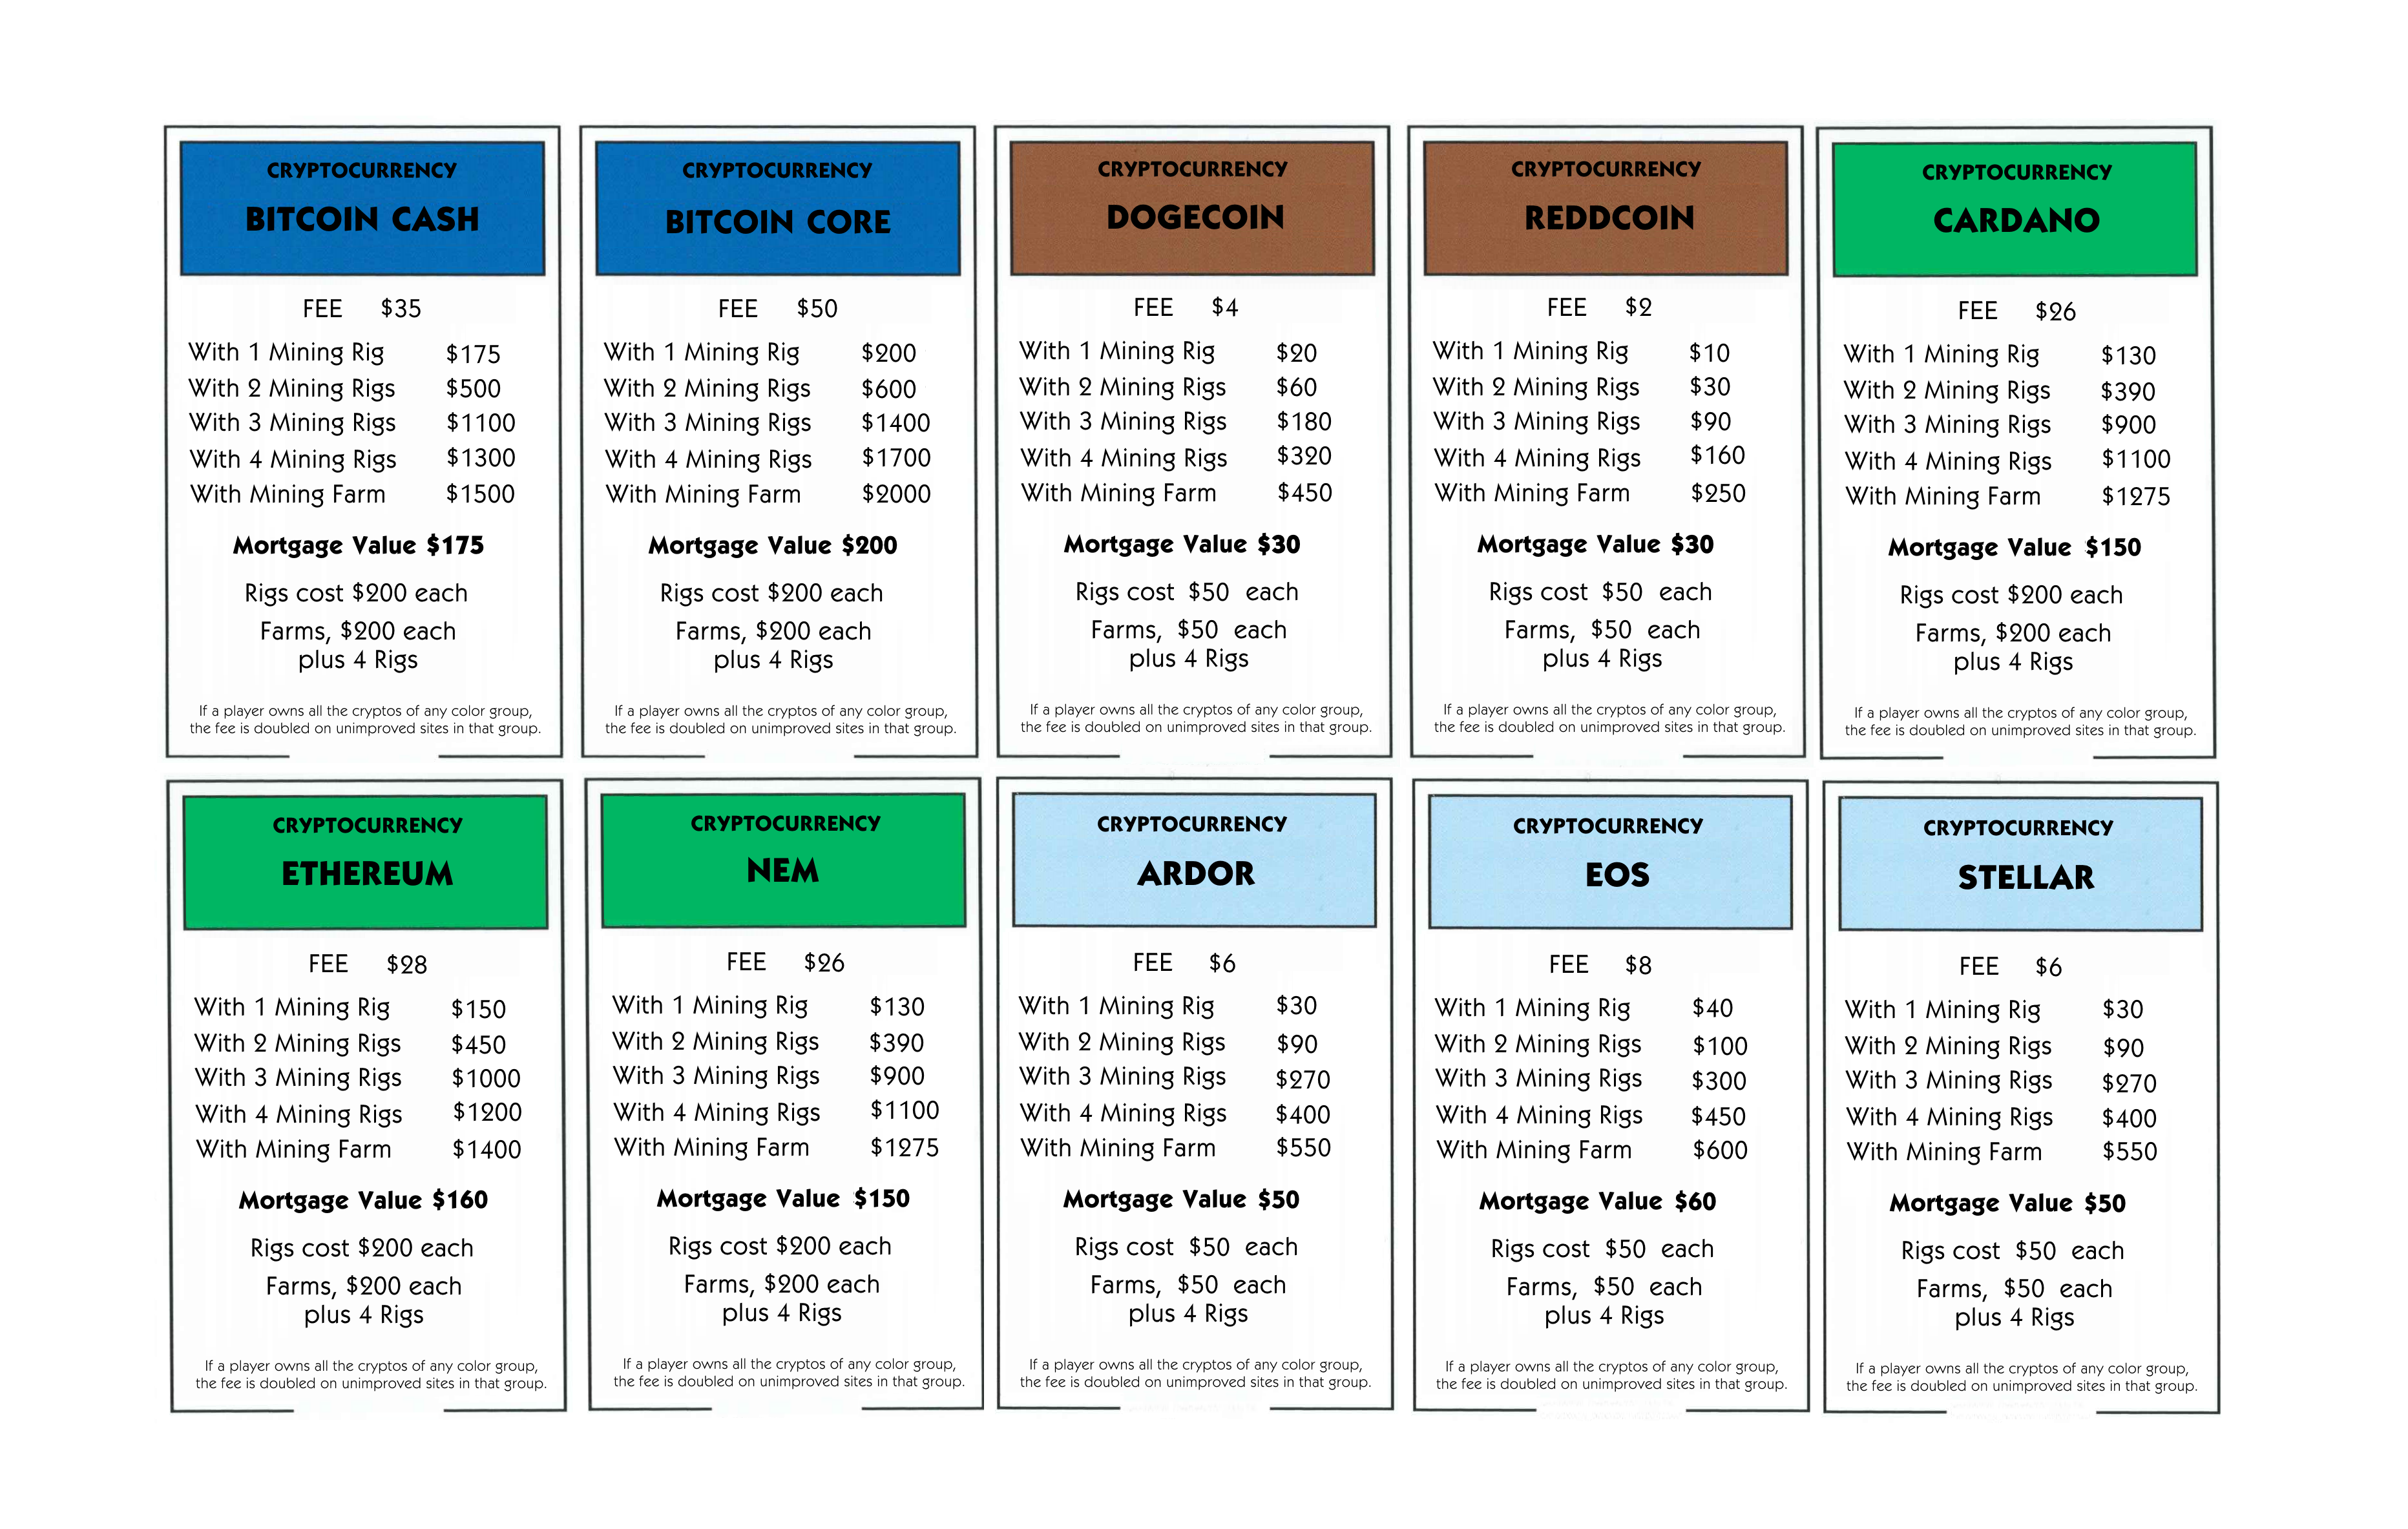 CRYPTOCURRENCY
BITCOIN CASH
FEE $35
With 1 Mining Rig $175
With 2 Mining Rigs $500
With 3 Mining Rigs $1100
With 4 Mining Rigs $1300
With Mining Farm $1500
Mortgage Value $175
Rigs cost $200 each
Farms, $200 each
plus 4 Rigs
If a player owns all the cryptos of any color group,
the fee is doubled on unimproved sites in that group.
CRYPTOCURRENCY
BITCOIN CORE
FEE $50
With 1 Mining Rig $200
With 2 Mining Rigs $600
With 3 Mining Rigs $1400
With 4 Mining Rigs $1700
With Mining Farm $2000
Mortgage Value $200
Rigs cost $200 each
Farms, $200 each
plus 4 Rigs
If a player owns all the cryptos of any color group,
the fee is doubled on unimproved sites in that group.
CRYPTOCURRENCY
DOGECOIN
FEE $4
With 1 Mining Rig $20
With 2 Mining Rigs $60
With 3 Mining Rigs $180
With 4 Mining Rigs $320
With Mining Farm $450
Mortgage Value $30
Rigs cost $50 each
Farms, $50 each
plus 4 Rigs
If a player owns all the cryptos of any color group,
the fee is doubled on unimproved sites in that group.
CRYPTOCURRENCY
REDDCOIN
FEE $2
With 1 Mining Rig $10
With 2 Mining Rigs $30
With 3 Mining Rigs $90
With 4 Mining Rigs $160
With Mining Farm $250
Mortgage Value $30
Rigs cost $50 each
Farms, $50 each
plus 4 Rigs
If a player owns all the cryptos of any color group,
the fee is doubled on unimproved sites in that group.
CRYPTOCURRENCY
CARDANO
FEE $26
With 1 Mining Rig $130
With 2 Mining Rigs $390
With 3 Mining Rigs $900
With 4 Mining Rigs $1100
With Mining Farm $1275
Mortgage Value $150
Rigs cost $200 each
Farms, $200 each
plus 4 Rigs
If a player owns all the cryptos of any color group,
the fee is doubled on unimproved sites in that group.
CRYPTOCURRENCY
ETHEREUM
FEE $28
With 1 Mining Rig $150
With 2 Mining Rigs $450
With 3 Mining Rigs $1000
With 4 Mining Rigs $1200
With Mining Farm $1400
Mortgage Value $160
Rigs cost $200 each
Farms, $200 each
plus 4 Rigs
If a player owns all the cryptos of any color group,
the fee is doubled on unimproved sites in that group.
CRYPTOCURRENCY
NEM
FEE $26
With 1 Mining Rig $130
With 2 Mining Rigs $390
With 3 Mining Rigs $900
With 4 Mining Rigs $1100
With Mining Farm $1275
Mortgage Value $150
Rigs cost $200 each
Farms, $200 each
plus 4 Rigs
If a player owns all the cryptos of any color group,
the fee is doubled on unimproved sites in that group.
CRYPTOCURRENCY
ARDOR
FEE $6
With 1 Mining Rig $30
With 2 Mining Rigs $90
With 3 Mining Rigs $270
With 4 Mining Rigs $400
With Mining Farm $550
Mortgage Value $50
Rigs cost $50 each
Farms, $50 each
plus 4 Rigs
If a player owns all the cryptos of any color group,
the fee is doubled on unimproved sites in that group.
CRYPTOCURRENCY
EOS
FEE $8
With 1 Mining Rig $40
With 2 Mining Rigs $100
With 3 Mining Rigs $300
With 4 Mining Rigs $450
With Mining Farm $600
Mortgage Value $60
Rigs cost $50 each
Farms, $50 each
plus 4 Rigs
If a player owns all the cryptos of any color group,
the fee is doubled on unimproved sites in that group.
CRYPTOCURRENCY
STELLAR
FEE $6
With 1 Mining Rig $30
With 2 Mining Rigs $90
With 3 Mining Rigs $270
With 4 Mining Rigs $400
With Mining Farm $550
Mortgage Value $50
Rigs cost $50 each
Farms, $50 each
plus 4 Rigs
If a player owns all the cryptos of any color group,
the fee is doubled on unimproved sites in that group.